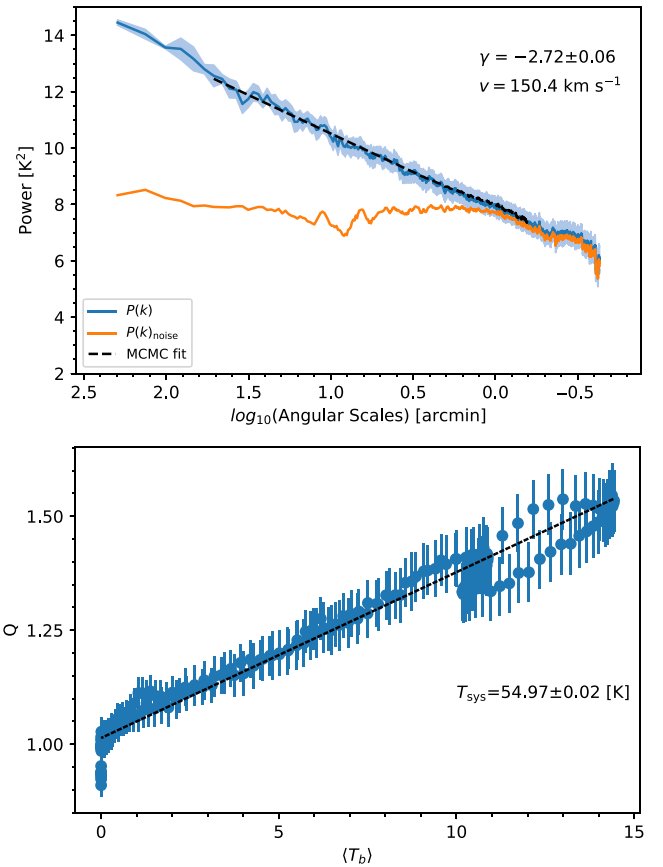 14
12
10
8
6
4
2
Power [K²]
γ = −2.72±0.06
v = 150.4 km s⁻¹
P(k)
P(k)noise
MCMC fit
2.5 2.0 1.5 1.0 0.5 0.0 −0.5
log₁₀(Angular Scales) [arcmin]
1.50
1.25
1.00
Q
Tsys=54.97±0.02 [K]
0 5 10 15
⟨Tb⟩